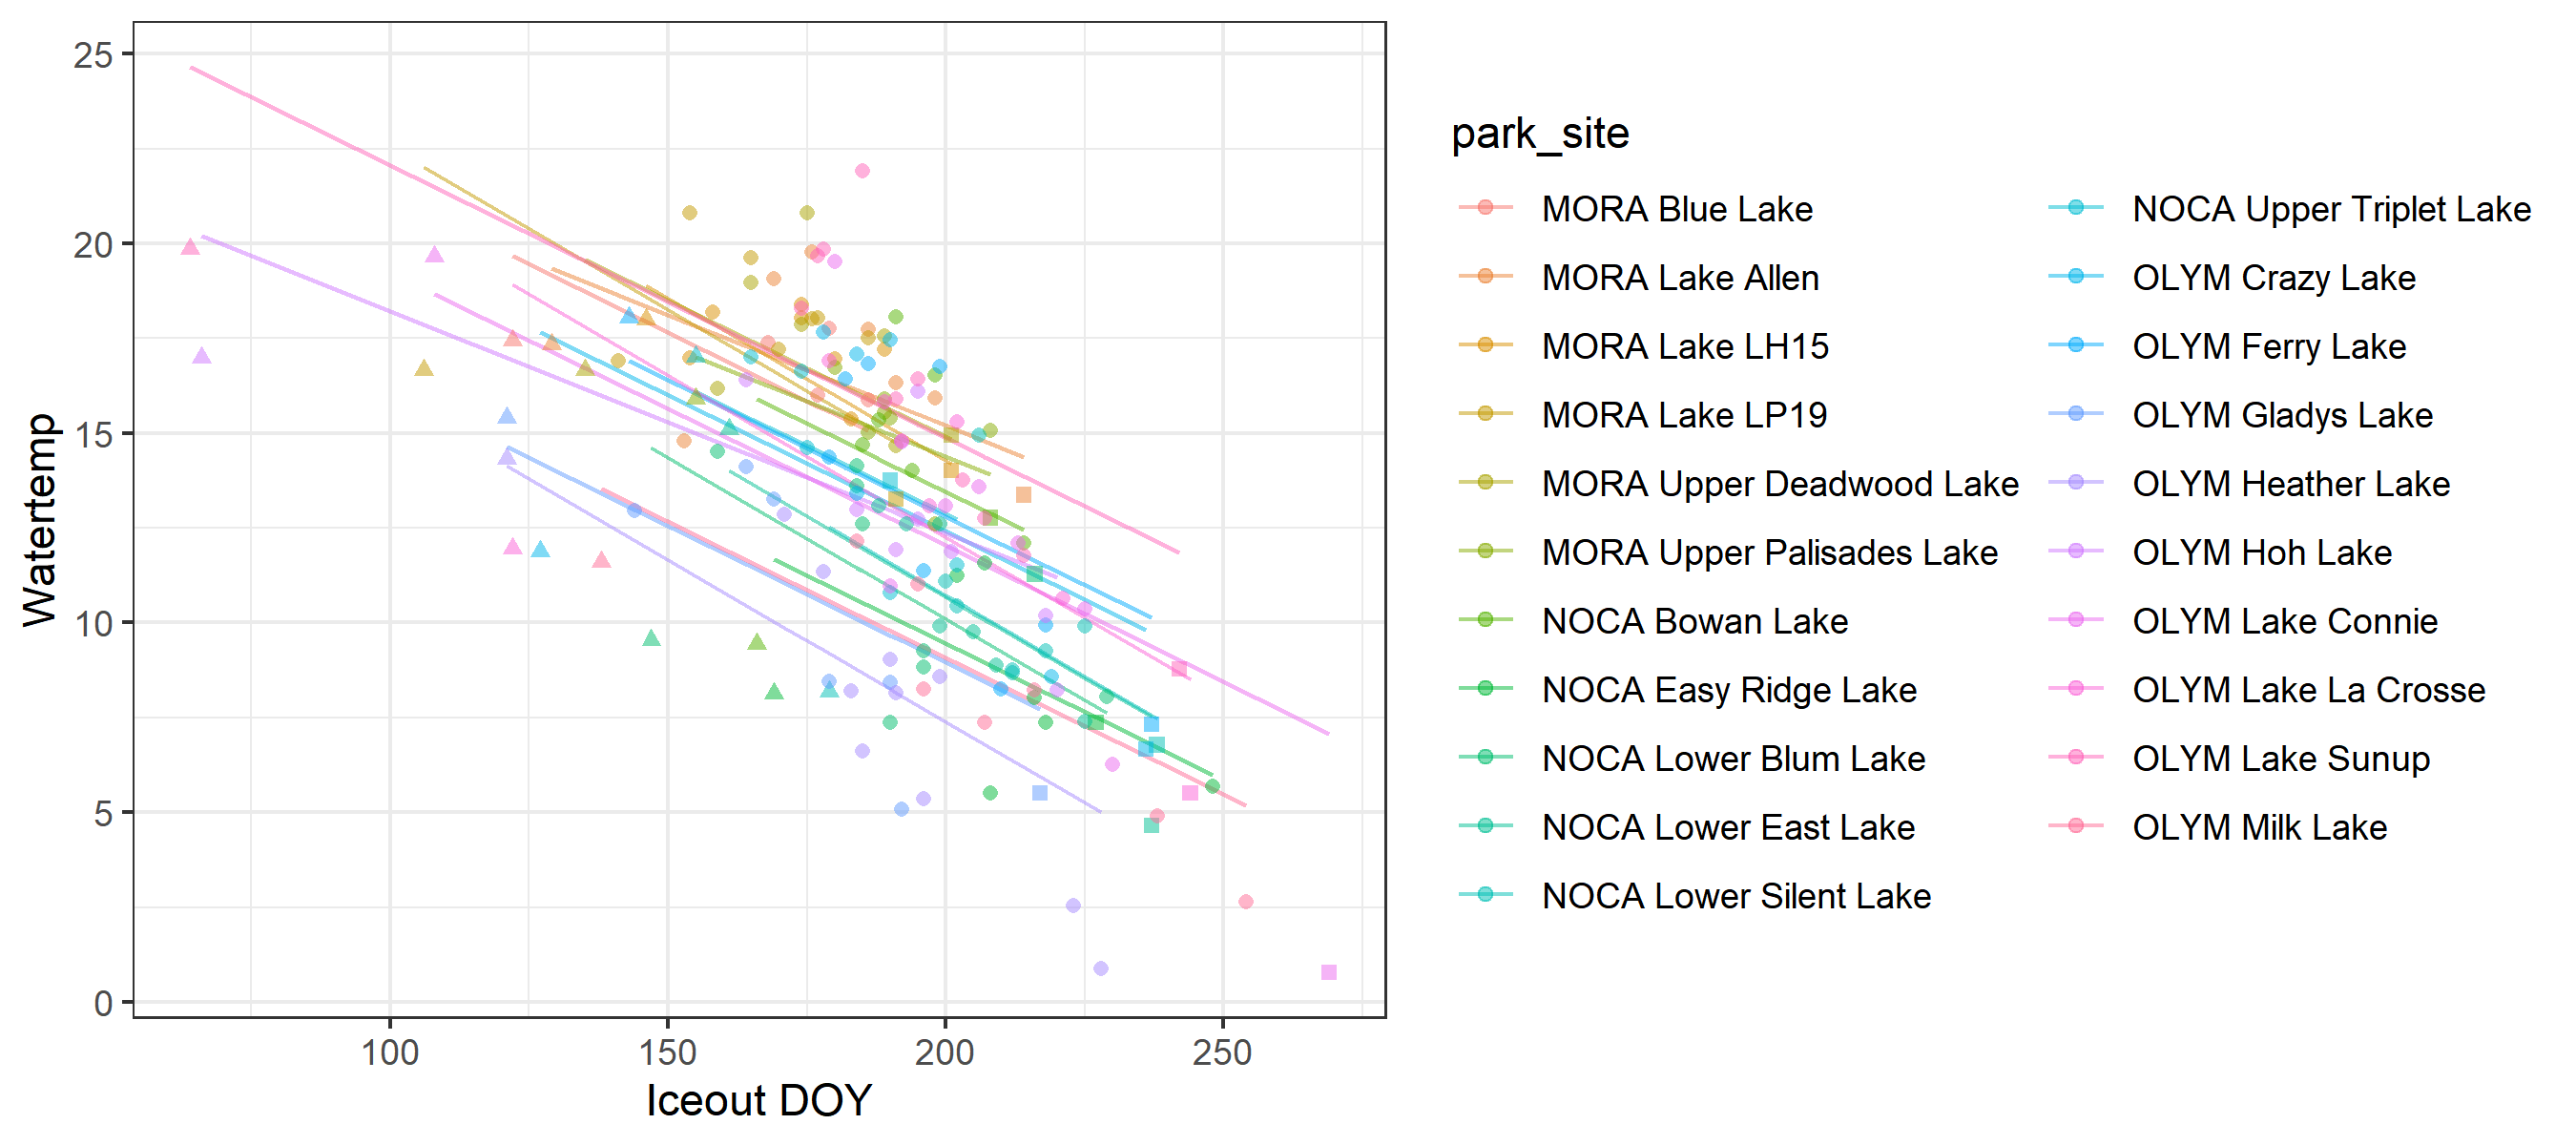 25
20
15
10
5
0
Watertemp
100 150 200 250
Iceout DOY
park_site
MORA Blue Lake
MORA Lake Allen
MORA Lake LH15
MORA Lake LP19
MORA Upper Deadwood Lake
MORA Upper Palisades Lake
NOCA Bowan Lake
NOCA Easy Ridge Lake
NOCA Lower Blum Lake
NOCA Lower East Lake
NOCA Lower Silent Lake
NOCA Upper Triplet Lake
OLYM Crazy Lake
OLYM Ferry Lake
OLYM Gladys Lake
OLYM Heather Lake
OLYM Hoh Lake
OLYM Lake Connie
OLYM Lake La Crosse
OLYM Lake Sunup
OLYM Milk Lake